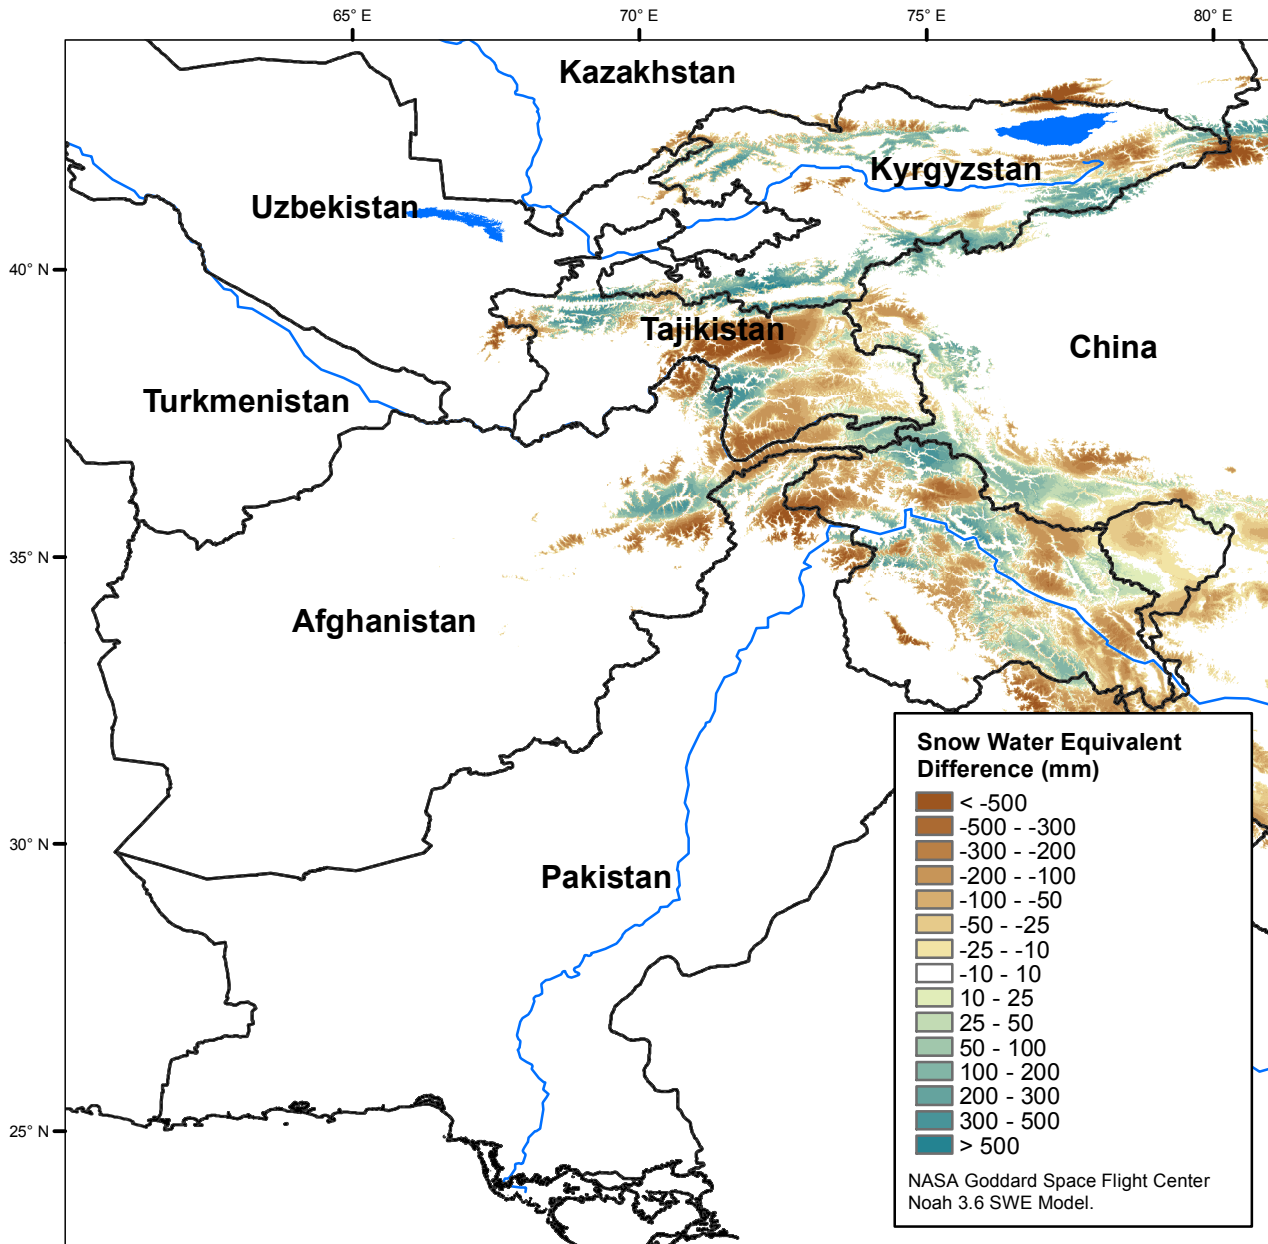 65° E
70° E
75° E
80° E
Kazakhstan
Kyrgyzstan
Uzbekistan
40° N
Tajikistan
China
Turkmenistan
35° N
Afghanistan
30° N
Pakistan
25° N
Snow Water Equivalent
Difference (mm)
< -500
-500 - -300
-300 - -200
-200 - -100
-100 - -50
-50 - -25
-25 - -10
-10 - 10
10 - 25
25 - 50
50 - 100
100 - 200
200 - 300
300 - 500
> 500
NASA Goddard Space Flight Center
Noah 3.6 SWE Model.